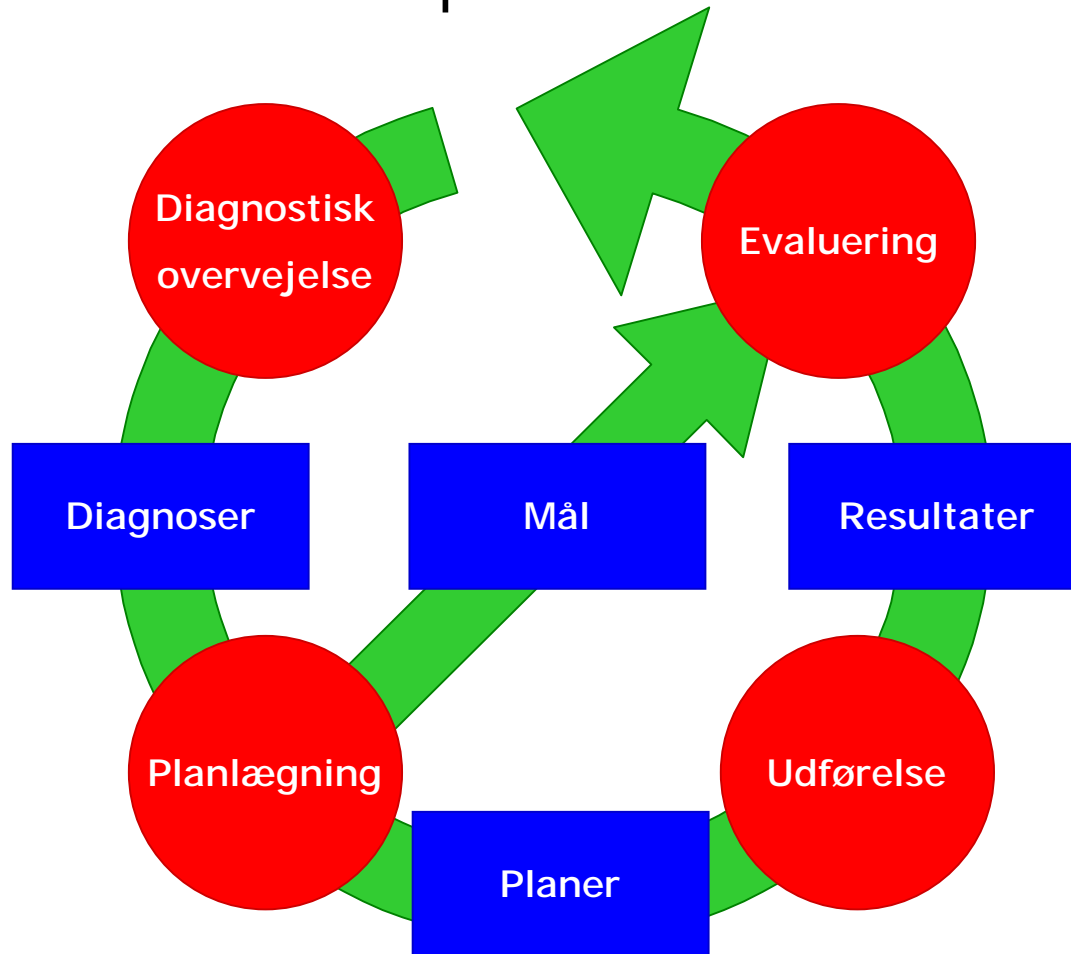 Diagnostisk
overvejelse
Evaluering
Diagnoser
Mål
Resultater
Planlægning
Udførelse
Planer